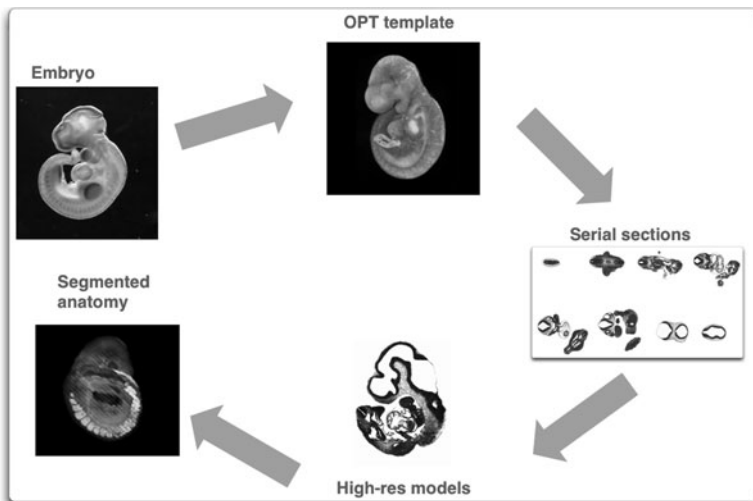 OPT template
Embryo
Serial sections
Segmented
anatomy
High-res models